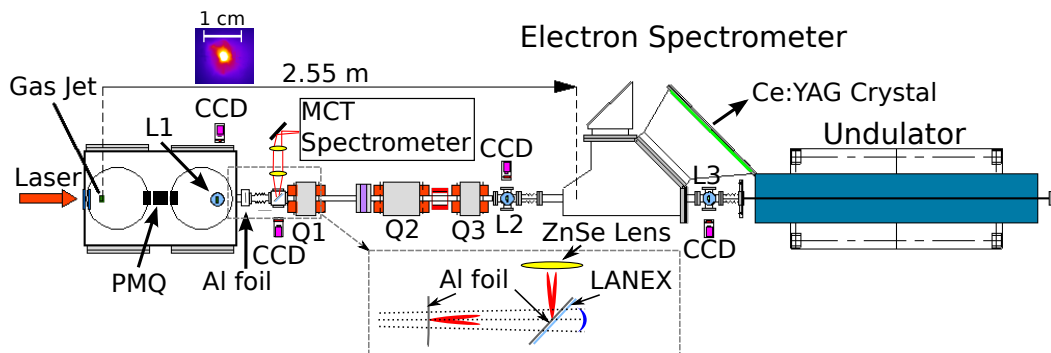 1 cm
Electron Spectrometer
2.55 m
Gas Jet
CCD
L1
MCT
Spectrometer
Ce:YAG Crystal
Undulator
CCD
Laser
L3
Q1
Q2
Q3
L2
PMQ
Al foil
CCD
CCD
ZnSe Lens
Al foil
LANEX